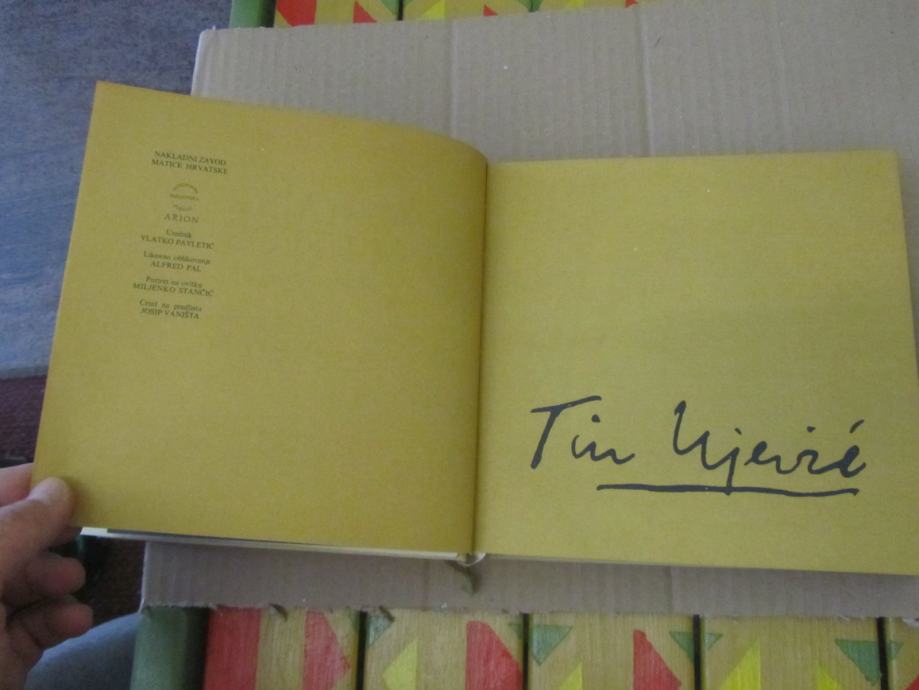 NAKLADNI ZAVOD
MATICE HRVATSKE
ARION
Urednik
VLATKO PAVLETIĆ
Likovno oblikovanje
ALFRED PAL
Portret na ovitku
MILJENKO STANČIĆ
Crtež na predlistu
JOSIP VANIŠTA
Tin Ujević